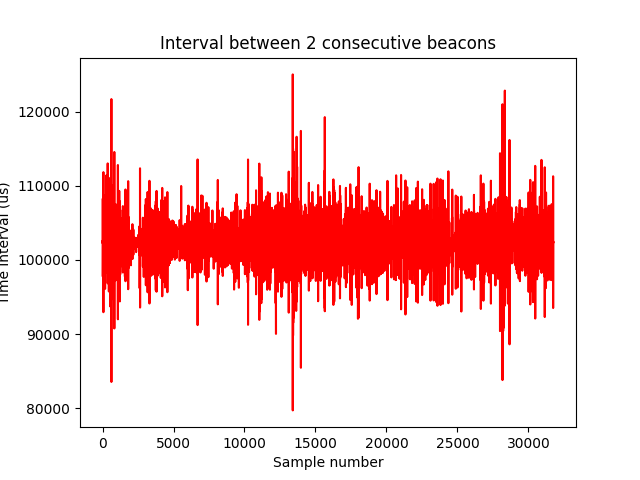 Interval between 2 consecutive beacons
Time interval (us)
120000
110000
100000
90000
80000
0 5000 10000 15000 20000 25000 30000
Sample number